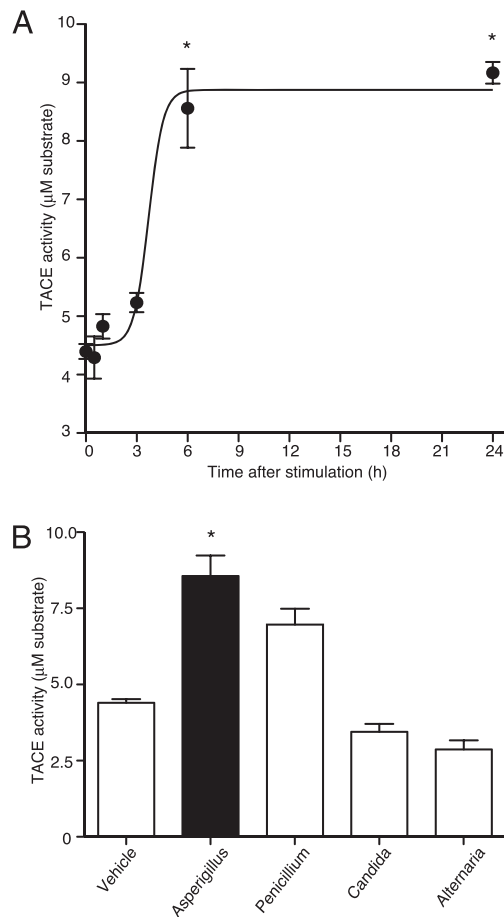 A
TACE activity (μM substrate)
10
9
8
7
6
5
4
3
*
*
0 3 6 9 12 15 18 21 24
Time after stimulation (h)
B
TACE activity (μM substrate)
10.0
7.5
5.0
2.5
0
*
Vehicle
Asperigillus
Penicillium
Candida
Alternaria